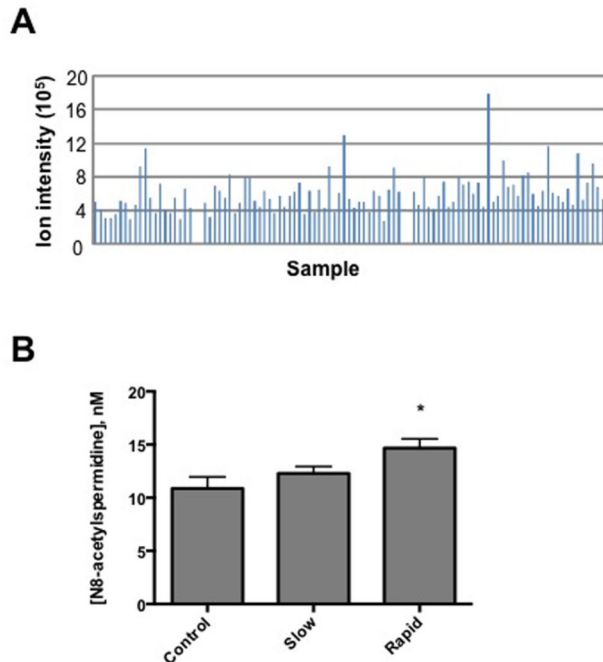 A
Ion intensity (10⁵)
20
16
12
8
4
0
Sample
B
[N8-acetylspermidine], nM
20
15
10
5
0
*
Control
Slow
Rapid